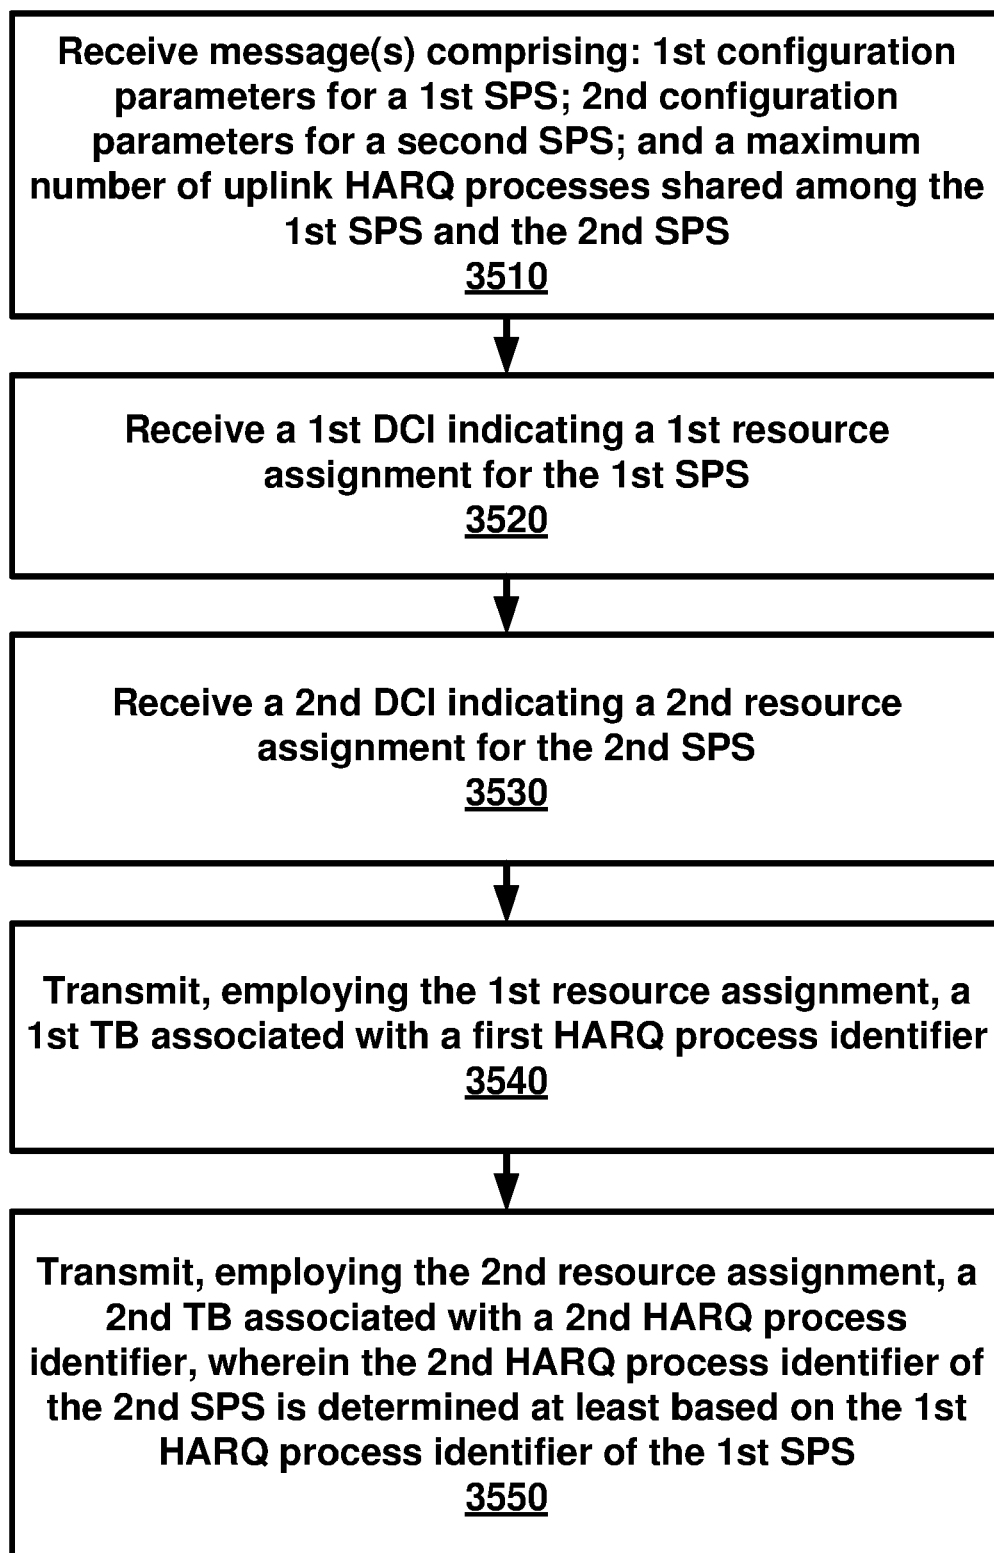 Receive message(s) comprising: 1st configuration
parameters for a 1st SPS; 2nd configuration
parameters for a second SPS; and a maximum
number of uplink HARQ processes shared among the
1st SPS and the 2nd SPS
3510
Receive a 1st DCI indicating a 1st resource
assignment for the 1st SPS
3520
Receive a 2nd DCI indicating a 2nd resource
assignment for the 2nd SPS
3530
Transmit, employing the 1st resource assignment, a
1st TB associated with a first HARQ process identifier
3540
Transmit, employing the 2nd resource assignment, a
2nd TB associated with a 2nd HARQ process
identifier, wherein the 2nd HARQ process identifier of
the 2nd SPS is determined at least based on the 1st
HARQ process identifier of the 1st SPS
3550